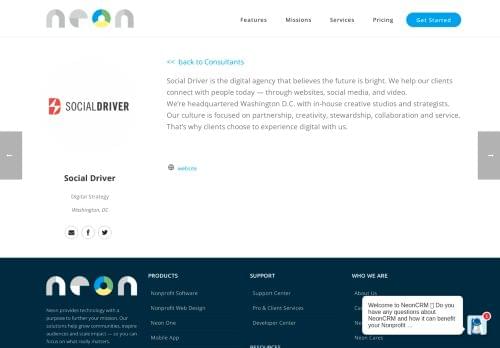 neon
Features Missions Services Pricing Get Started
<< back to Consultants
Social Driver is the digital agency that believes the future is bright. We help our clients
connect with people today — through websites, social media, and video.
We're headquartered Washington D.C. with in-house creative studios and strategists.
Our culture is focused on partnership, creativity, stewardship, collaboration and service.
That's why clients choose to experience digital with us.
SOCIALDRIVER
← →
website
Social Driver
Digital Strategy
Washington, DC
neon
Neon provides technology with a
purpose to further your mission. Our
solutions help grow communities, inspire
audiences and scale impact — so you can
focus on what really matters.
PRODUCTS
Nonprofit Software
Nonprofit Web Design
Neon One
Mobile App
SUPPORT
Support Center
Pro & Client Services
Developer Center
RESOURCES
WHO WE ARE
About Us
Neon Cares
Welcome to NeonCRM Do you
have any questions about
NeonCRM and how it can benefit
your Nonprofit ...
1